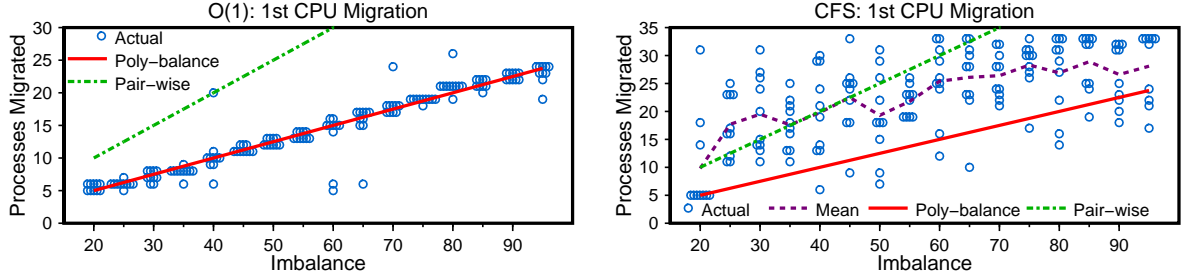 O(1): 1st CPU Migration
Processes Migrated
30
25
20
15
10
5
0
Actual
Poly−balance
Pair−wise
20 30 40 50 60 70 80 90
Imbalance
CFS: 1st CPU Migration
Processes Migrated
35
30
25
20
15
10
5
0
Actual Mean Poly−balance Pair−wise
20 30 40 50 60 70 80 90
Imbalance